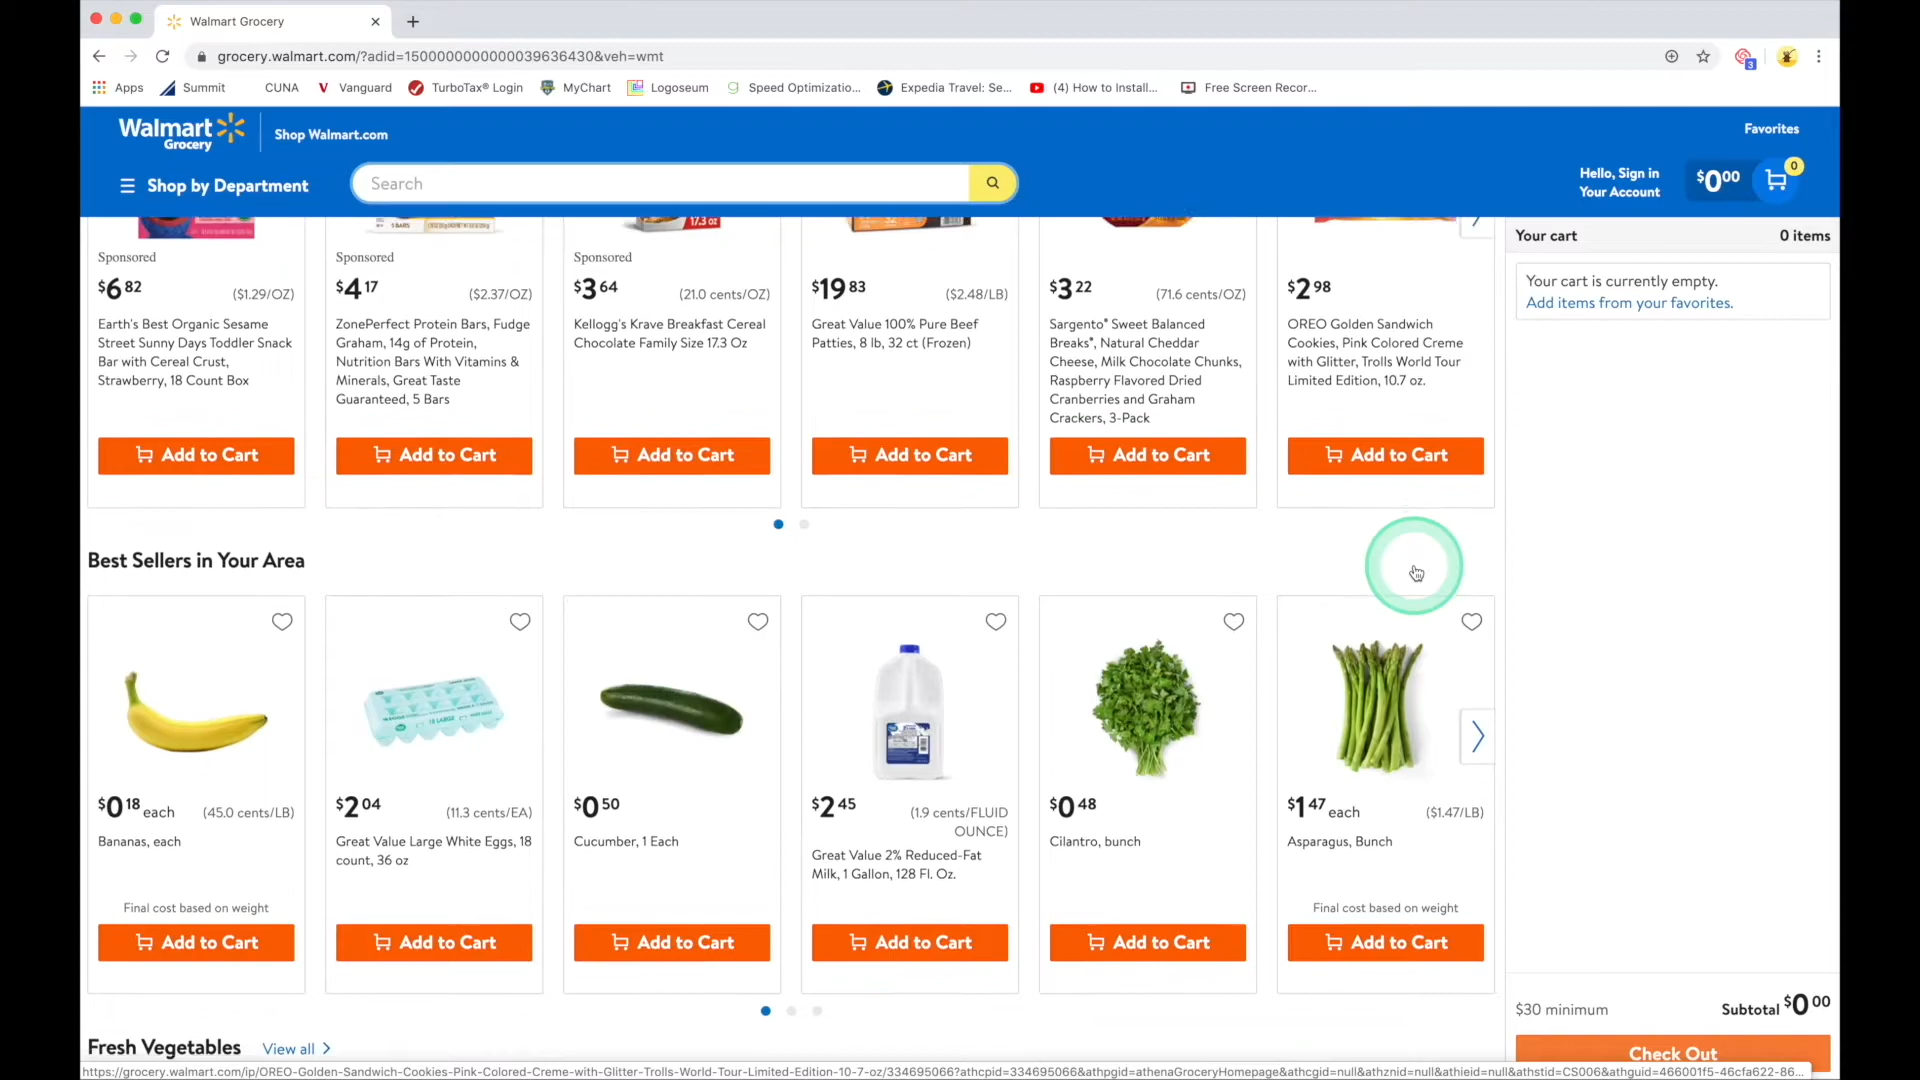 Walmart Grocery
grocery.walmart.com/?adid=1500000000000039636430&veh=wmt
3
Apps Summit CUNA Vanguard TurboTax® Login MyChart Logoseum Speed Optimizatio... Expedia Travel: Se... (4) How to Install... Free Screen Recor...
Walmart
Grocery
Shop Walmart.com
Favorites
Shop by Department
Search
Hello, Sign in
Your Account
$0 00
0
5 BARS
17.3 oz
Sponsored
$6 82 ($1.29/OZ)
Earth's Best Organic Sesame
Street Sunny Days Toddler Snack
Bar with Cereal Crust,
Strawberry, 18 Count Box
Add to Cart
Sponsored
$4 17 ($2.37/OZ)
ZonePerfect Protein Bars, Fudge
Graham, 14g of Protein,
Nutrition Bars With Vitamins &
Minerals, Great Taste
Guaranteed, 5 Bars
Add to Cart
Sponsored
$3 64 (21.0 cents/OZ)
Kellogg's Krave Breakfast Cereal
Chocolate Family Size 17.3 Oz
Add to Cart
$19 83 ($2.48/LB)
Great Value 100% Pure Beef
Patties, 8 lb, 32 ct (Frozen)
Add to Cart
$3 22 (71.6 cents/OZ)
Sargento® Sweet Balanced
Breaks®, Natural Cheddar
Cheese, Milk Chocolate Chunks,
Raspberry Flavored Dried
Cranberries and Graham
Crackers, 3-Pack
Add to Cart
$2 98
OREO Golden Sandwich
Cookies, Pink Colored Creme
with Glitter, Trolls World Tour
Limited Edition, 10.7 oz.
Add to Cart
Your cart 0 items
Your cart is currently empty.
Add items from your favorites.
Best Sellers in Your Area
$0 18 each (45.0 cents/LB)
Bananas, each
Final cost based on weight
Add to Cart
18 LARGE
$2 04 (11.3 cents/EA)
Great Value Large White Eggs, 18
count, 36 oz
Add to Cart
$0 50
Cucumber, 1 Each
Add to Cart
$2 45 (1.9 cents/FLUID
OUNCE)
Great Value 2% Reduced-Fat
Milk, 1 Gallon, 128 Fl. Oz.
Add to Cart
$0 48
Cilantro, bunch
Add to Cart
$1 47 each ($1.47/LB)
Asparagus, Bunch
Final cost based on weight
Add to Cart
$30 minimum Subtotal $0 00
Check Out
Fresh Vegetables View all
https://grocery.walmart.com/ip/OREO-Golden-Sandwich-Cookies-Pink-Colored-Creme-with-Glitter-Trolls-World-Tour-Limited-Edition-10-7-oz/334695066?athcpid=334695066&athpgid=athenaGroceryHomepage&athcgid=null&athznid=null&athieid=null&athstid=CS006&athguid=466001f5-46cfa622-86...